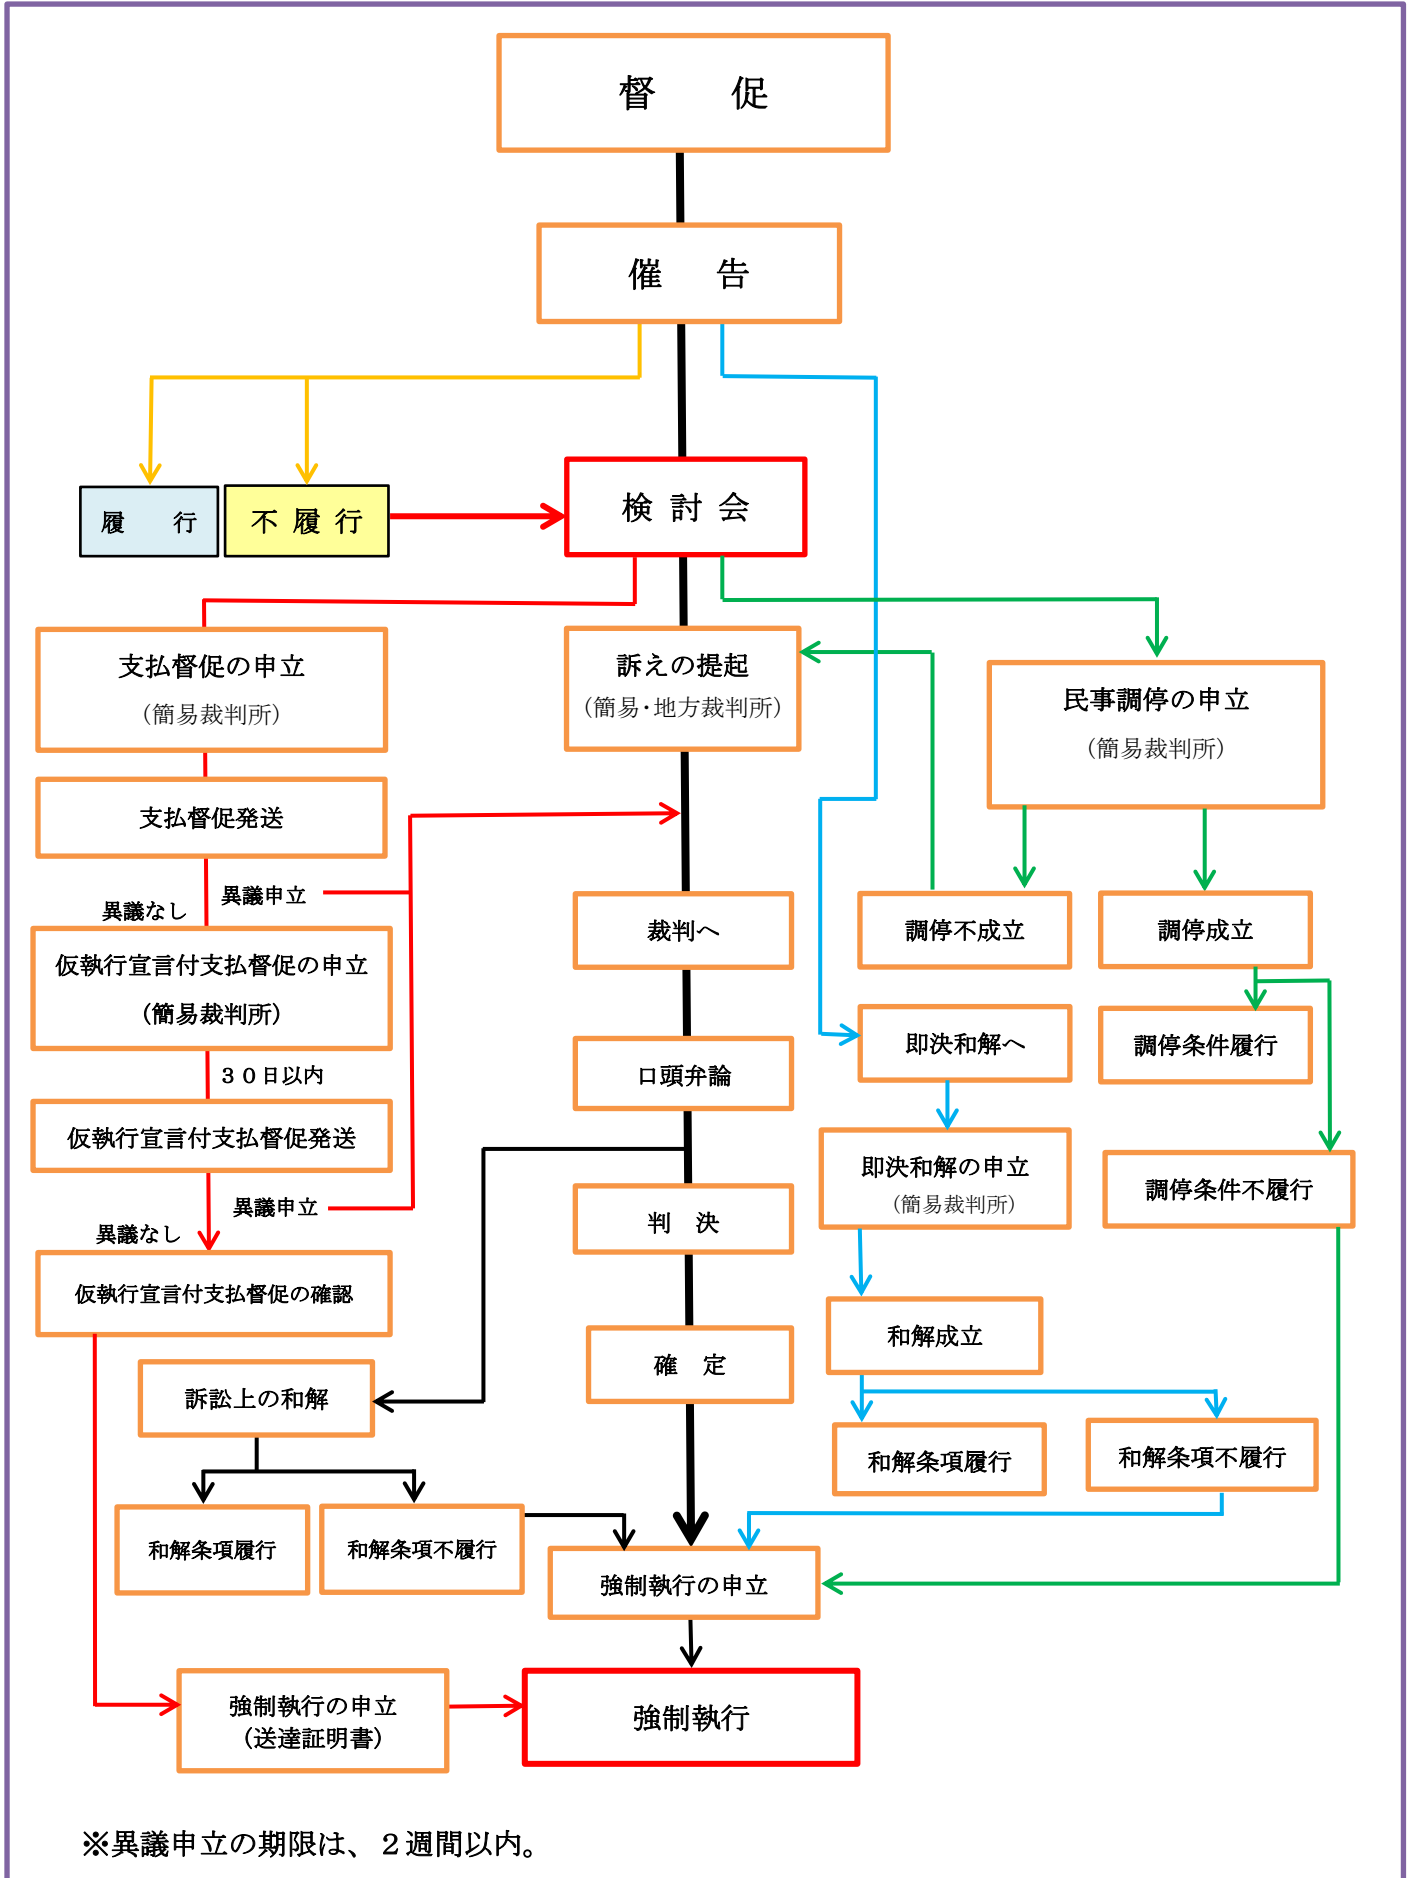 督　促
催　告
履　行
不 履 行
検 討 会
支払督促の申立
（簡易裁判所）
訴えの提起
（簡易・地方裁判所）
民事調停の申立
（簡易裁判所）
支払督促発送
異議申立
異議なし
裁判へ
調停不成立
調停成立
仮執行宣言付支払督促の申立
（簡易裁判所）
口頭弁論
即決和解へ
調停条件履行
３０日以内
仮執行宣言付支払督促発送
即決和解の申立
（簡易裁判所）
調停条件不履行
異議申立
異議なし
判　決
仮執行宣言付支払督促の確認
和解成立
確　定
訴訟上の和解
和解条項履行
和解条項不履行
和解条項履行
和解条項不履行
強制執行の申立
強制執行の申立
（送達証明書）
強制執行
※異議申立の期限は、２週間以内。